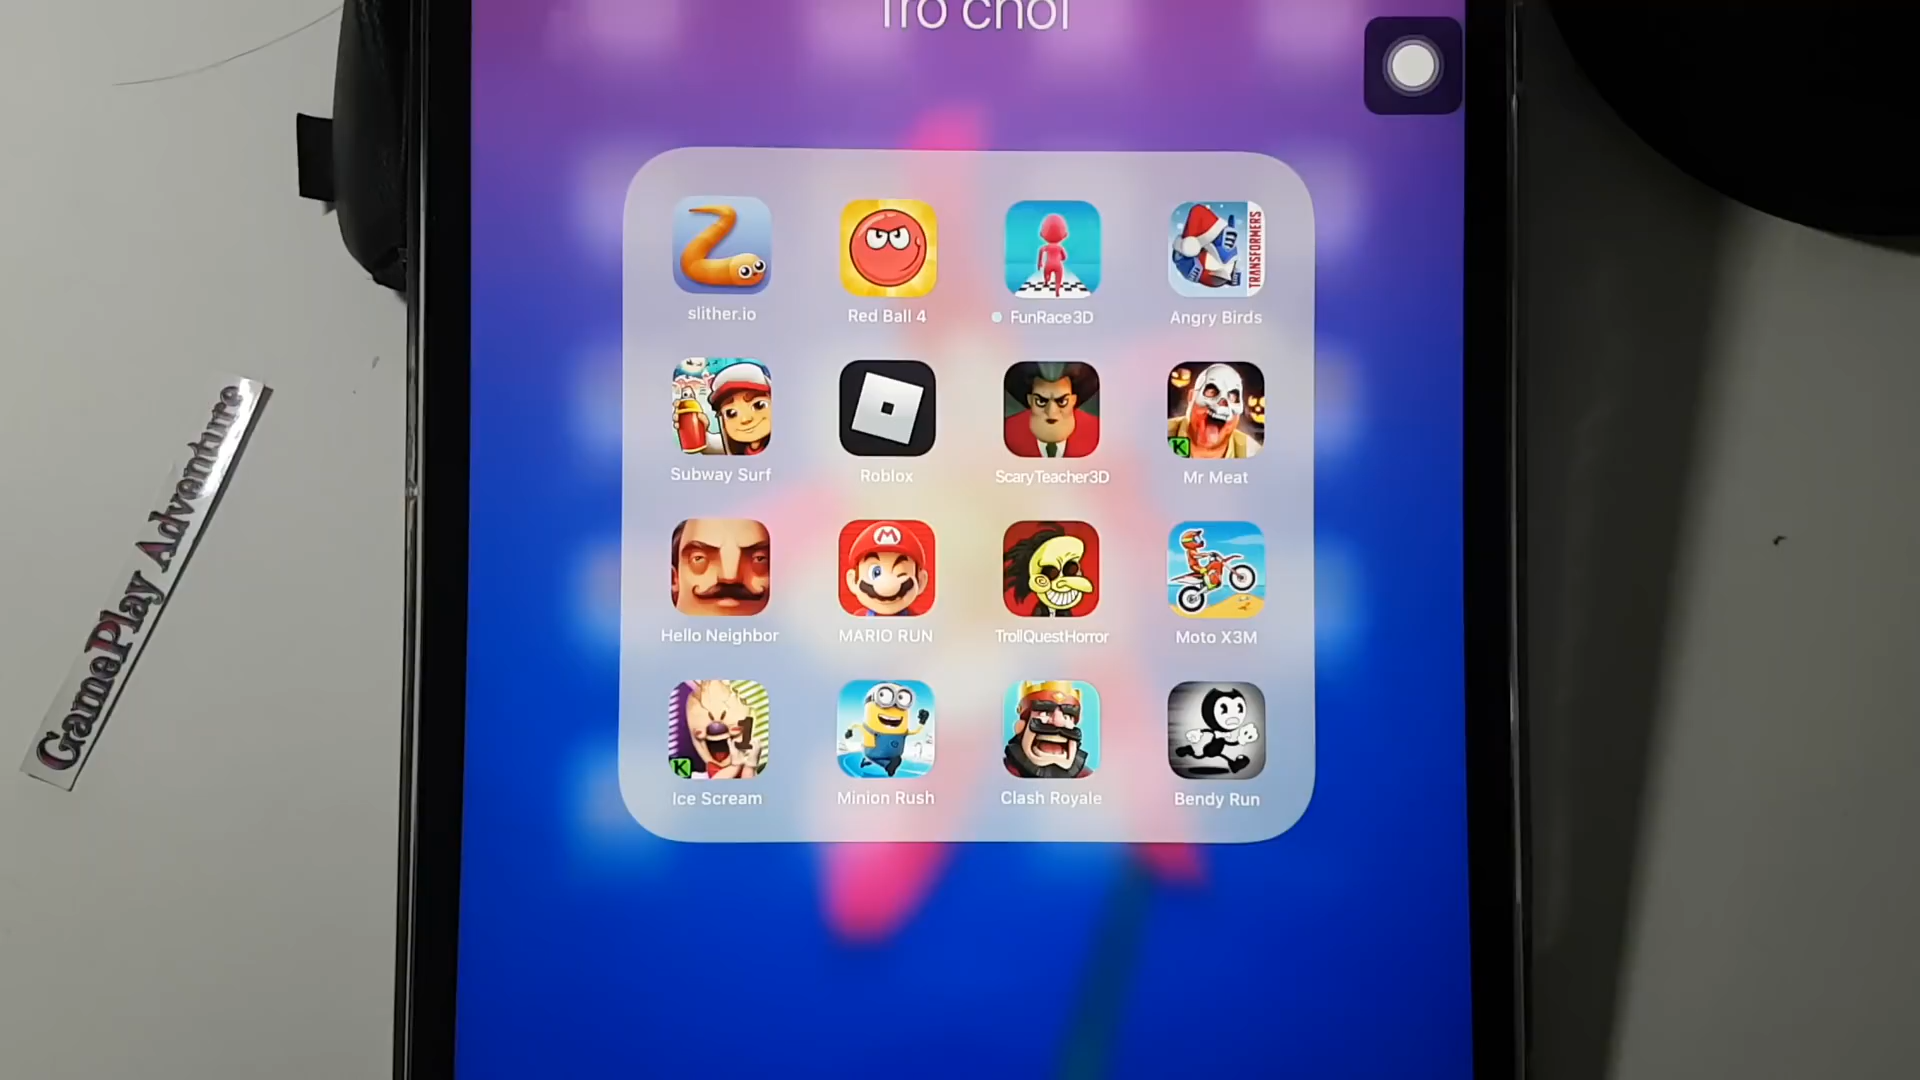 Trò chơi
slither.io
Red Ball 4
FunRace3D
TRANSFORMERS
Angry Birds
Subway Surf
Roblox
ScaryTeacher3D
K
Mr Meat
Hello Neighbor
M
MARIO RUN
TrollQuestHorror
Moto X3M
1
K
Ice Scream
Minion Rush
Clash Royale
Bendy Run
GamePlay Adventure